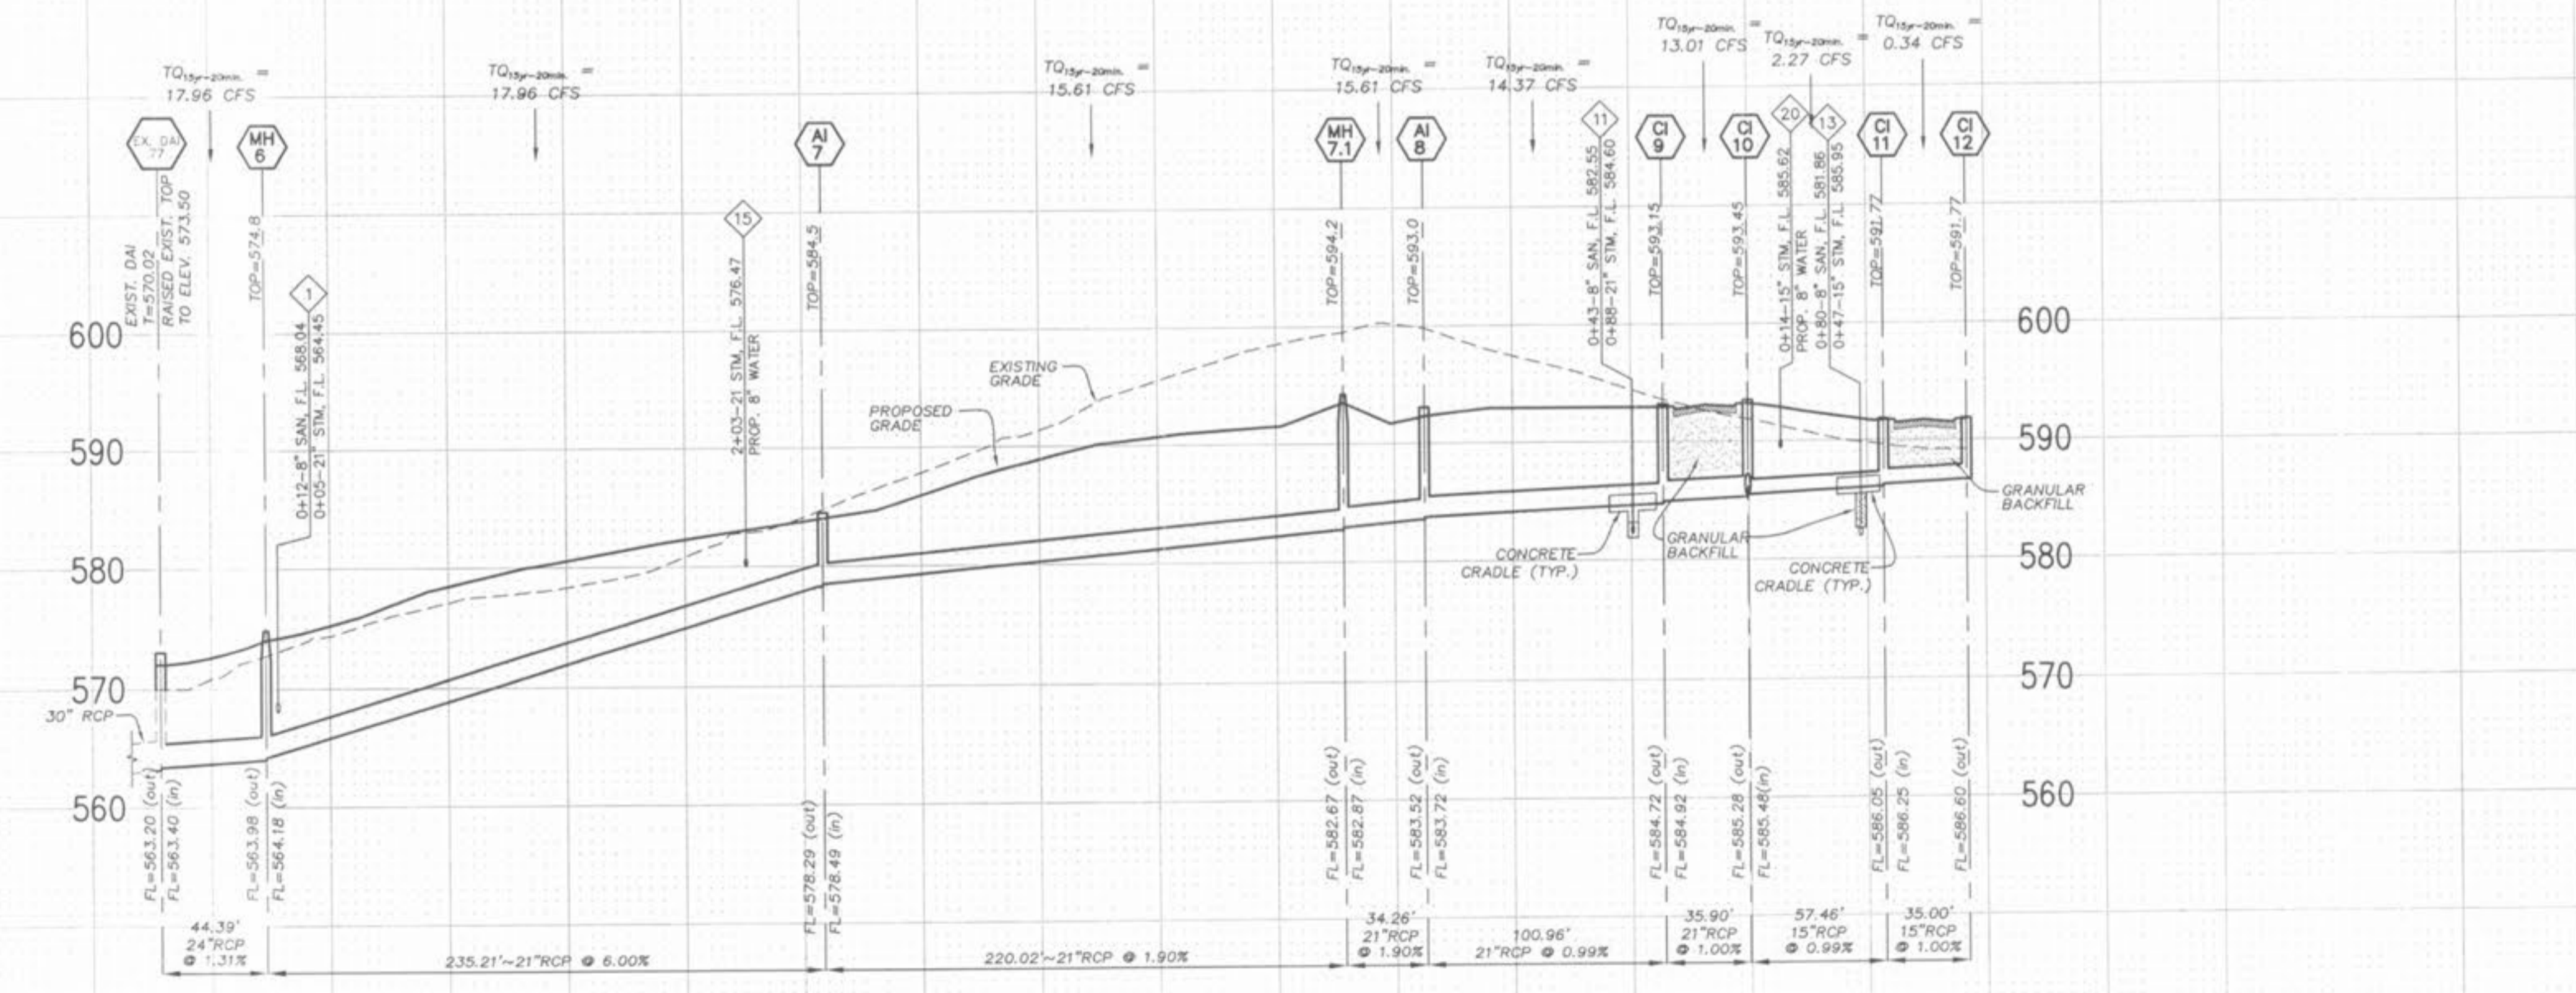 TQ15yr-20min. =
17.96 CFS
TQ15yr-20min. =
17.96 CFS
TQ15yr-20min. =
15.61 CFS
TQ15yr-20min. =
15.61 CFS
TQ15yr-20min. =
14.37 CFS
TQ15yr-20min. =
13.01 CFS
TQ15yr-20min. =
2.27 CFS
TQ15yr-20min. =
0.34 CFS
EX. DAI
77
MH
6
AI
7
MH
7.1
AI
8
CI
9
CI
10
CI
11
CI
12
EXIST. DAI
T=570.02
RAISED EXIST. TOP
TO ELEV. 573.50
TOP=574.8
1
0+12-8" SAN, F.L. 568.04
0+05-21" STM, F.L. 564.45
15
2+03-21 STM, F.L. 576.47
PROP. 8" WATER
TOP=584.5
TOP=594.2
TOP=593.0
11
0+43-8" SAN, F.L. 582.55
0+88-21" STM, F.L. 584.60
TOP=593.15
TOP=593.45
20
0+14-15" STM, F.L. 585.62
PROP. 8" WATER
13
0+80-8" SAN, F.L. 581.86
0+47-15" STM, F.L. 585.95
TOP=591.77
TOP=591.77
600
590
580
570
560
600
590
580
570
560
EXISTING
GRADE
PROPOSED
GRADE
30" RCP
CONCRETE
CRADLE (TYP.)
GRANULAR
BACKFILL
CONCRETE
CRADLE (TYP.)
GRANULAR
BACKFILL
FL=563.20 (out)
FL=563.40 (in)
FL=563.98 (out)
FL=564.18 (in)
FL=578.29 (out)
FL=578.49 (in)
FL=582.67 (out)
FL=582.87 (in)
FL=583.52 (out)
FL=583.72 (in)
FL=584.72 (out)
FL=584.92 (in)
FL=585.28 (out)
FL=585.48(in)
FL=586.05 (out)
FL=586.25 (in)
FL=586.60 (out)
44.39'
24"RCP
@ 1.31%
235.21'~21"RCP @ 6.00%
220.02'~21"RCP @ 1.90%
34.26'
21"RCP
@ 1.90%
100.96'
21"RCP @ 0.99%
35.90'
21"RCP
@ 1.00%
57.46'
15"RCP
@ 0.99%
35.00'
15"RCP
@ 1.00%